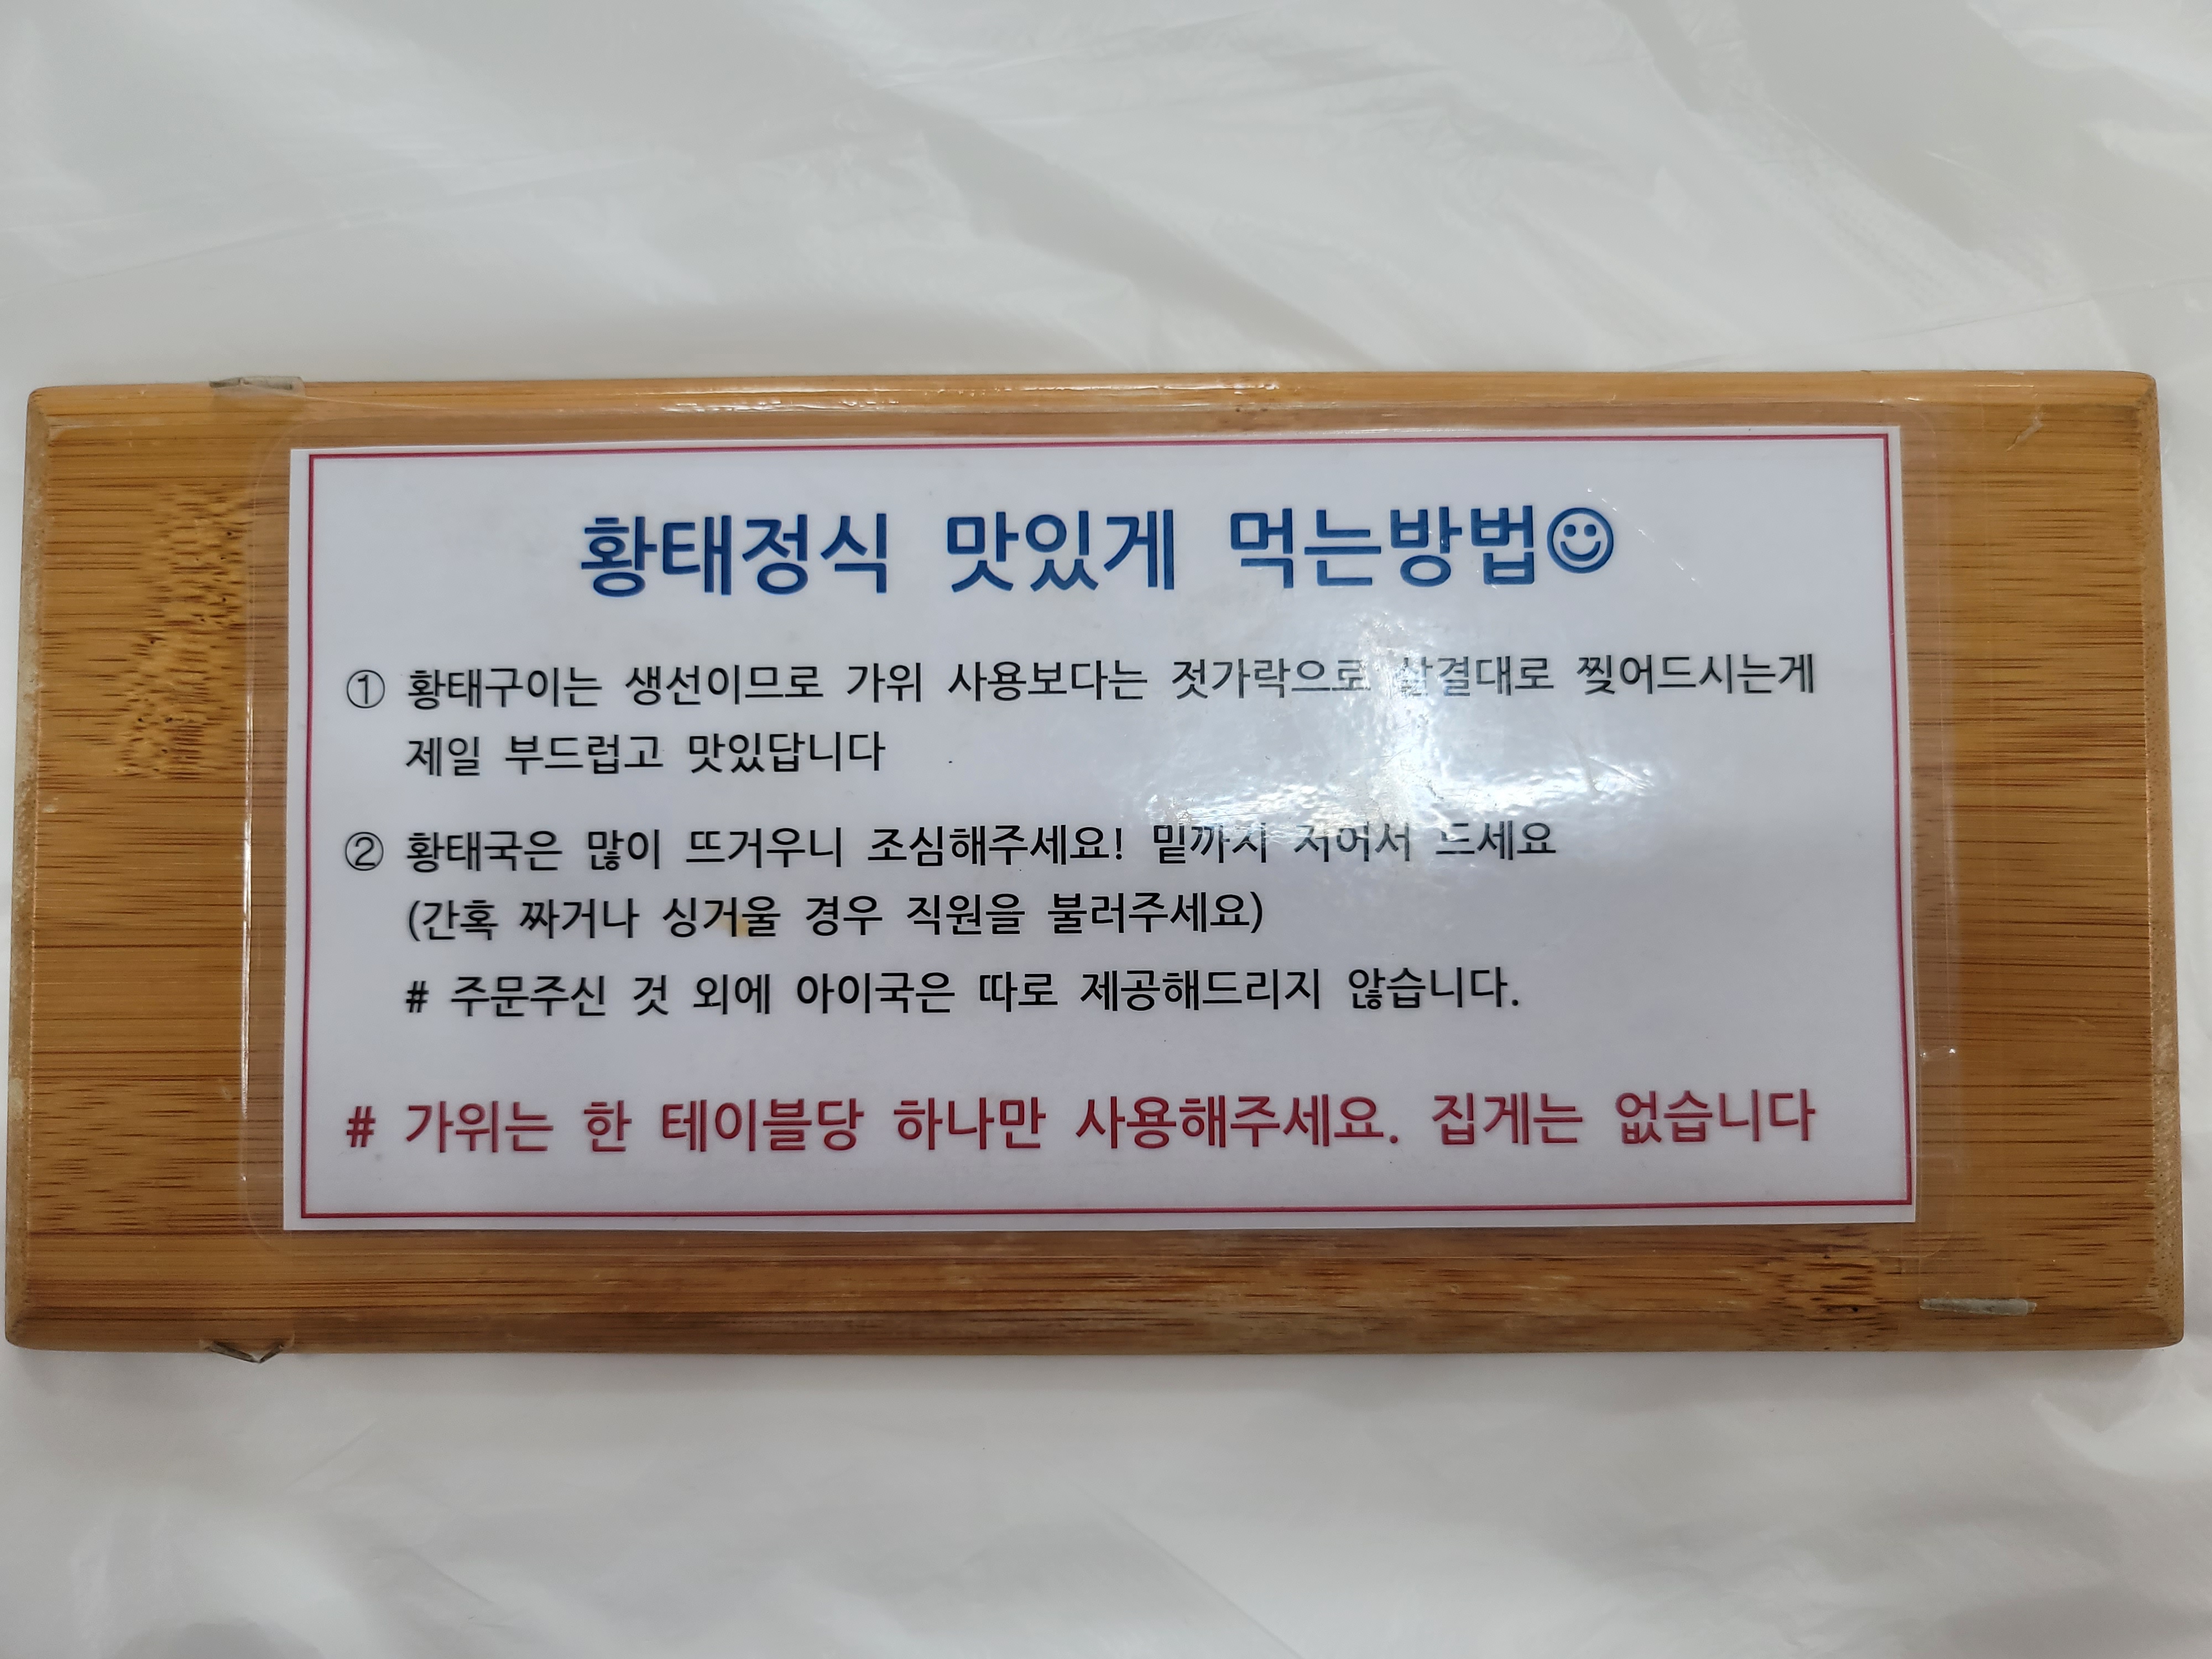 황태정식 맛있게 먹는방법☺
① 황태구이는 생선이므로 가위 사용보다는 젓가락으로 살결대로 찢어드시는게
제일 부드럽고 맛있답니다
② 황태국은 많이 뜨거우니 조심해주세요! 밑까지 저어서 드세요
(간혹 짜거나 싱거울 경우 직원을 불러주세요)
# 주문주신 것 외에 아이국은 따로 제공해드리지 않습니다.
# 가위는 한 테이블당 하나만 사용해주세요. 집게는 없습니다